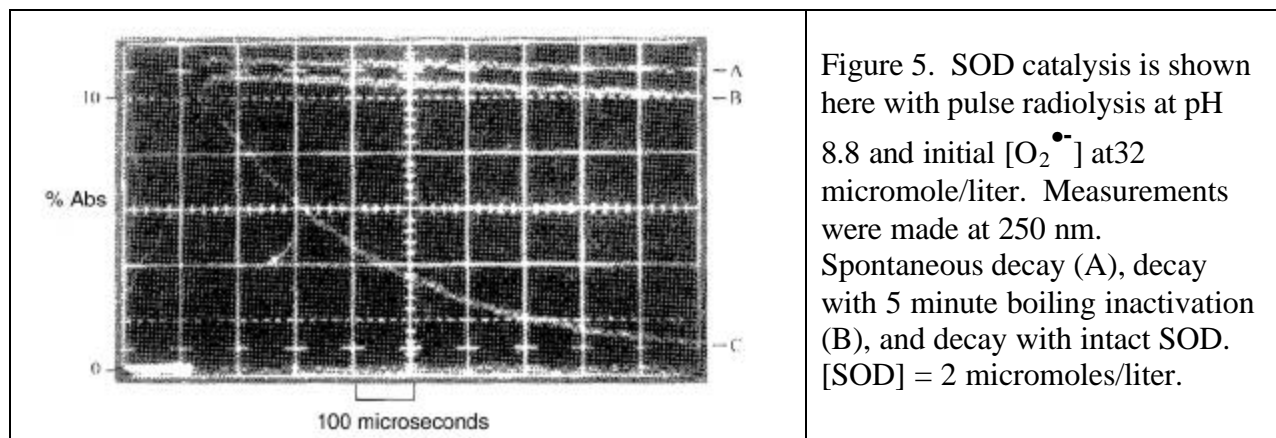 A
10
B
% Abs
C
0
100 microseconds
Figure 5. SOD catalysis is shown
here with pulse radiolysis at pH
8.8 and initial [O₂•-] at32
micromole/liter. Measurements
were made at 250 nm.
Spontaneous decay (A), decay
with 5 minute boiling inactivation
(B), and decay with intact SOD.
[SOD] = 2 micromoles/liter.